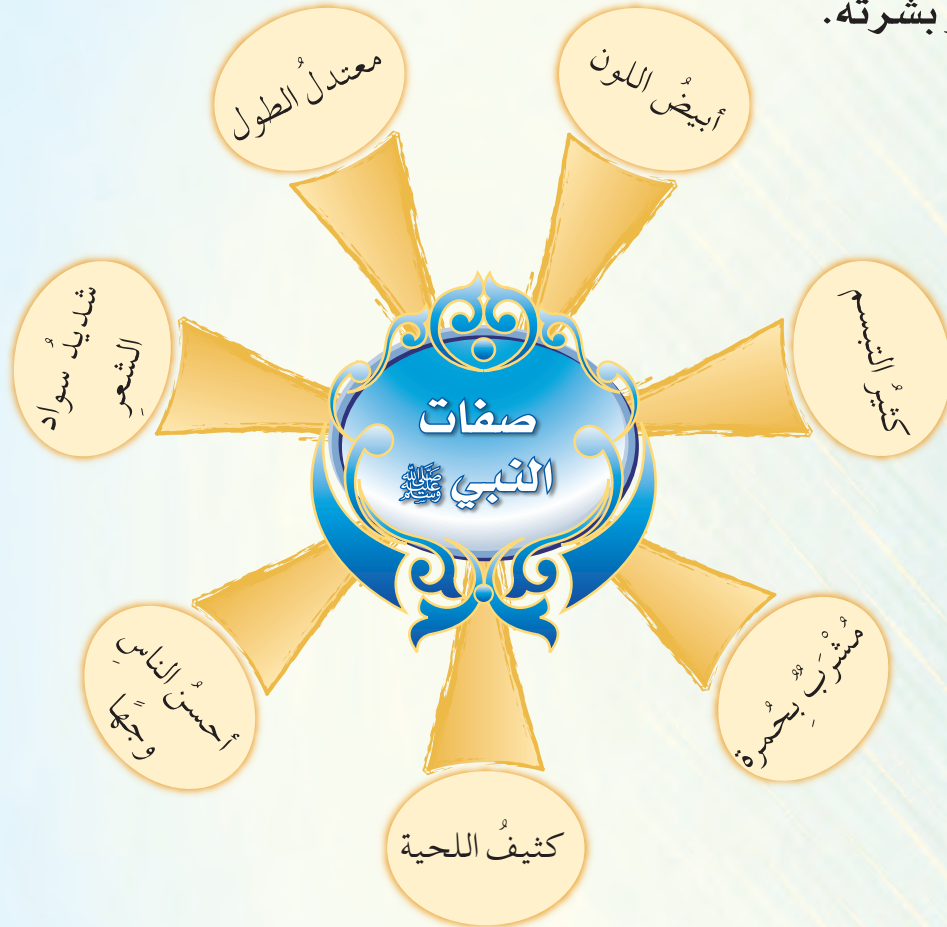 بشرته.
صفات
النبي ﷺ
أبيضُ اللون
كثيرُ التبسم
مُشْرَبٌ بِحُمرة
كثيفُ اللحية
أحسنُ الناسِ
وجهًا
شديدُ سواد
الشعرِ
معتدلُ الطول